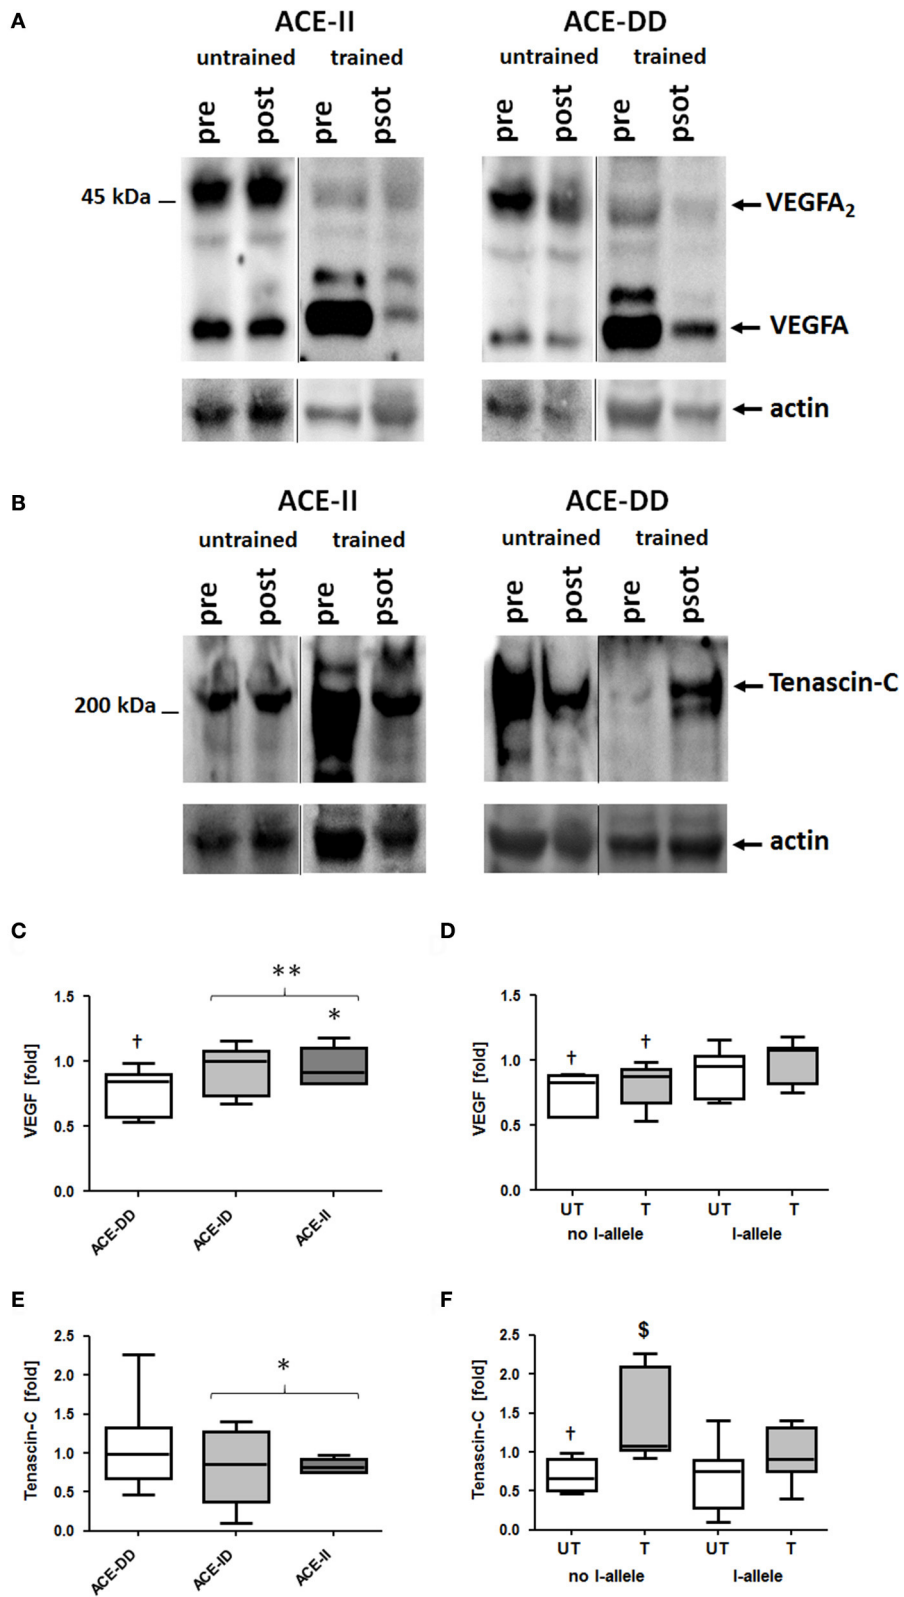 A
ACE-II ACE-DD
untrained trained untrained trained
pre post pre psot pre post pre psot
45 kDa
VEGFA2
VEGFA
actin
B
ACE-II ACE-DD
untrained trained untrained trained
pre post pre psot pre post pre psot
200 kDa
Tenascin-C
actin
C
VEGF [fold]
1.5
1.0
0.5
0.0
†
**
*
ACE-DD ACE-ID ACE-II
D
VEGF [fold]
1.5
1.0
0.5
0.0
† †
UT T UT T
no I-allele I-allele
E
Tenascin-C [fold]
2.5
2.0
1.5
1.0
0.5
0.0
*
ACE-DD ACE-ID ACE-II
F
Tenascin-C [fold]
2.5
2.0
1.5
1.0
0.5
0.0
†
$
UT T UT T
no I-allele I-allele